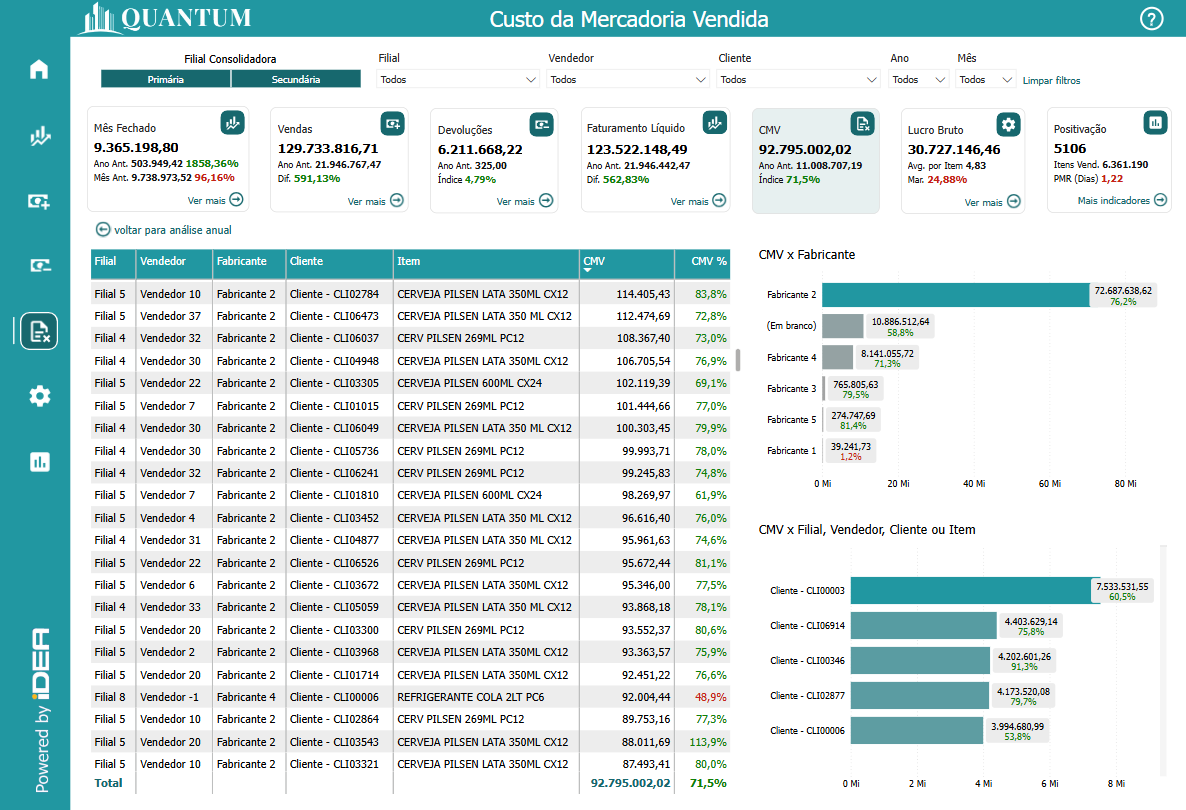 QUANTUM
Custo da Mercadoria Vendida
?
Filial Consolidadora
Primária Secundária
Filial
Todos
Vendedor
Todos
Cliente
Todos
Ano
Todos
Mês
Todos
Limpar filtros
Mês Fechado
9.365.198,80
Ano Ant. 503.949,42 1858,36%
Mês Ant. 9.738.973,52 96,16%
Ver mais
Vendas
129.733.816,71
Ano Ant. 21.946.767,47
Dif. 591,13%
Ver mais
Devoluções
6.211.668,22
Ano Ant. 325,00
Índice 4,79%
Ver mais
Faturamento Líquido
123.522.148,49
Ano Ant. 21.946.442,47
Dif. 562,83%
Ver mais
CMV
92.795.002,02
Ano Ant. 11.008.707,19
Índice 71,5%
Lucro Bruto
30.727.146,46
Avg. por Item 4,83
Mar. 24,88%
Ver mais
Positivação
5106
Itens Vend. 6.361.190
PMR (Dias) 1,22
Mais indicadores
voltar para análise anual
Filial Vendedor Fabricante Cliente Item CMV CMV %
Filial 5 Vendedor 10 Fabricante 2 Cliente - CLI02784 CERVEJA PILSEN LATA 350ML CX12 114.405,43 83,8%
Filial 5 Vendedor 37 Fabricante 2 Cliente - CLI06473 CERVEJA PILSEN LATA 350 ML CX12 112.474,69 72,8%
Filial 4 Vendedor 32 Fabricante 2 Cliente - CLI06037 CERV PILSEN 269ML PC12 108.367,40 73,0%
Filial 4 Vendedor 30 Fabricante 2 Cliente - CLI04948 CERVEJA PILSEN LATA 350ML CX12 106.705,54 76,9%
Filial 5 Vendedor 22 Fabricante 2 Cliente - CLI03305 CERVEJA PILSEN 600ML CX24 102.119,39 69,1%
Filial 5 Vendedor 7 Fabricante 2 Cliente - CLI01015 CERV PILSEN 269ML PC12 101.444,66 77,0%
Filial 4 Vendedor 30 Fabricante 2 Cliente - CLI06049 CERVEJA PILSEN LATA 350 ML CX12 100.303,45 79,9%
Filial 4 Vendedor 30 Fabricante 2 Cliente - CLI05736 CERV PILSEN 269ML PC12 99.993,71 78,0%
Filial 4 Vendedor 32 Fabricante 2 Cliente - CLI06241 CERV PILSEN 269ML PC12 99.245,83 74,8%
Filial 5 Vendedor 7 Fabricante 2 Cliente - CLI01810 CERVEJA PILSEN 600ML CX24 98.269,97 61,9%
Filial 5 Vendedor 4 Fabricante 2 Cliente - CLI03452 CERVEJA PILSEN LATA 350 ML CX12 96.616,40 76,0%
Filial 4 Vendedor 31 Fabricante 2 Cliente - CLI04877 CERVEJA PILSEN LATA 350 ML CX12 95.961,63 74,6%
Filial 5 Vendedor 22 Fabricante 2 Cliente - CLI06526 CERV PILSEN 269ML PC12 95.672,44 81,1%
Filial 5 Vendedor 6 Fabricante 2 Cliente - CLI03672 CERVEJA PILSEN LATA 350ML CX12 95.346,00 77,5%
Filial 4 Vendedor 33 Fabricante 2 Cliente - CLI05059 CERVEJA PILSEN LATA 350 ML CX12 93.868,18 78,1%
Filial 5 Vendedor 20 Fabricante 2 Cliente - CLI03300 CERV PILSEN 269ML PC12 93.552,37 80,6%
Filial 5 Vendedor 2 Fabricante 2 Cliente - CLI03968 CERVEJA PILSEN LATA 350ML CX12 93.363,57 75,9%
Filial 5 Vendedor 20 Fabricante 2 Cliente - CLI01714 CERVEJA PILSEN LATA 350ML CX12 92.451,22 76,6%
Filial 8 Vendedor -1 Fabricante 4 Cliente - CLI00006 REFRIGERANTE COLA 2LT PC6 92.004,44 48,9%
Filial 5 Vendedor 10 Fabricante 2 Cliente - CLI02864 CERV PILSEN 269ML PC12 89.753,16 77,3%
Filial 5 Vendedor 20 Fabricante 2 Cliente - CLI03543 CERVEJA PILSEN LATA 350ML CX12 88.011,69 113,9%
Filial 5 Vendedor 10 Fabricante 2 Cliente - CLI03321 CERVEJA PILSEN LATA 350ML CX12 87.493,41 80,0%
Total 92.795.002,02 71,5%
CMV x Fabricante
Fabricante 2 72.687.638,62
76,2%
(Em branco) 10.886.512,64
58,8%
Fabricante 4 8.141.055,72
71,3%
Fabricante 3 765.805,63
79,5%
Fabricante 5 274.747,69
81,4%
Fabricante 1 39.241,73
1,2%
0 Mi 20 Mi 40 Mi 60 Mi 80 Mi
CMV x Filial, Vendedor, Cliente ou Item
Cliente - CLI00003 7.533.531,55
60,5%
Cliente - CLI06914 4.403.629,14
75,8%
Cliente - CLI00346 4.202.601,26
91,3%
Cliente - CLI02877 4.173.520,08
79,7%
Cliente - CLI00006 3.994.680,99
53,8%
0 Mi 2 Mi 4 Mi 6 Mi 8 Mi
Powered by iDEA